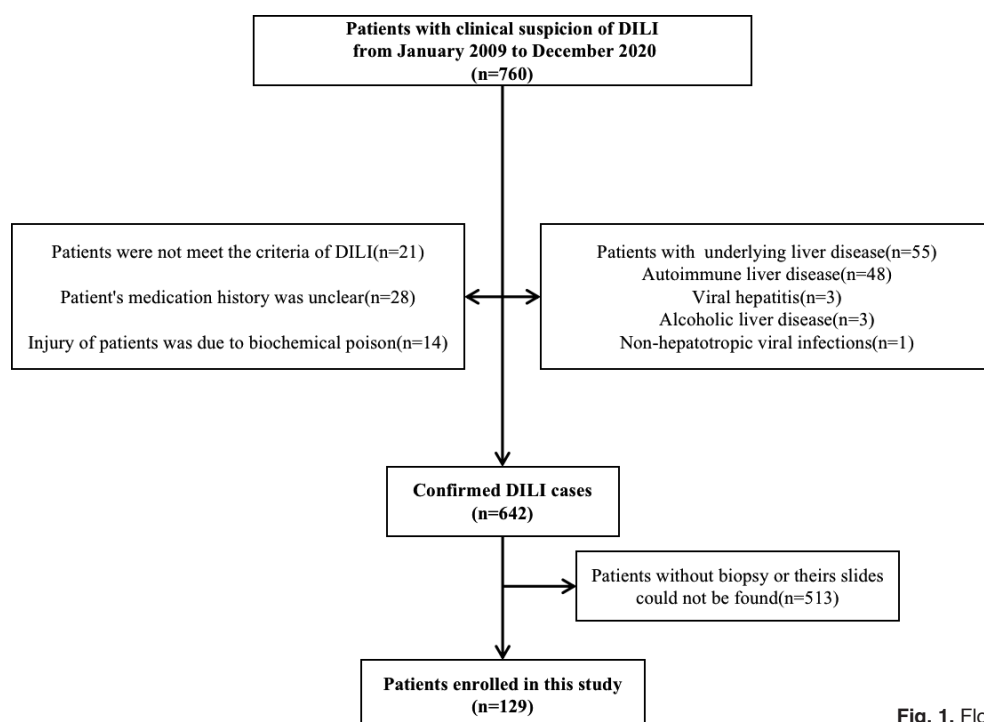 Patients with clinical suspicion of DILI
from January 2009 to December 2020
(n=760)
Patients were not meet the criteria of DILI(n=21)
Patient's medication history was unclear(n=28)
Injury of patients was due to biochemical poison(n=14)
Patients with underlying liver disease(n=55)
Autoimmune liver disease(n=48)
Viral hepatitis(n=3)
Alcoholic liver disease(n=3)
Non-hepatotropic viral infections(n=1)
Confirmed DILI cases
(n=642)
Patients without biopsy or theirs slides
could not be found(n=513)
Patients enrolled in this study
(n=129)
Fig. 1.